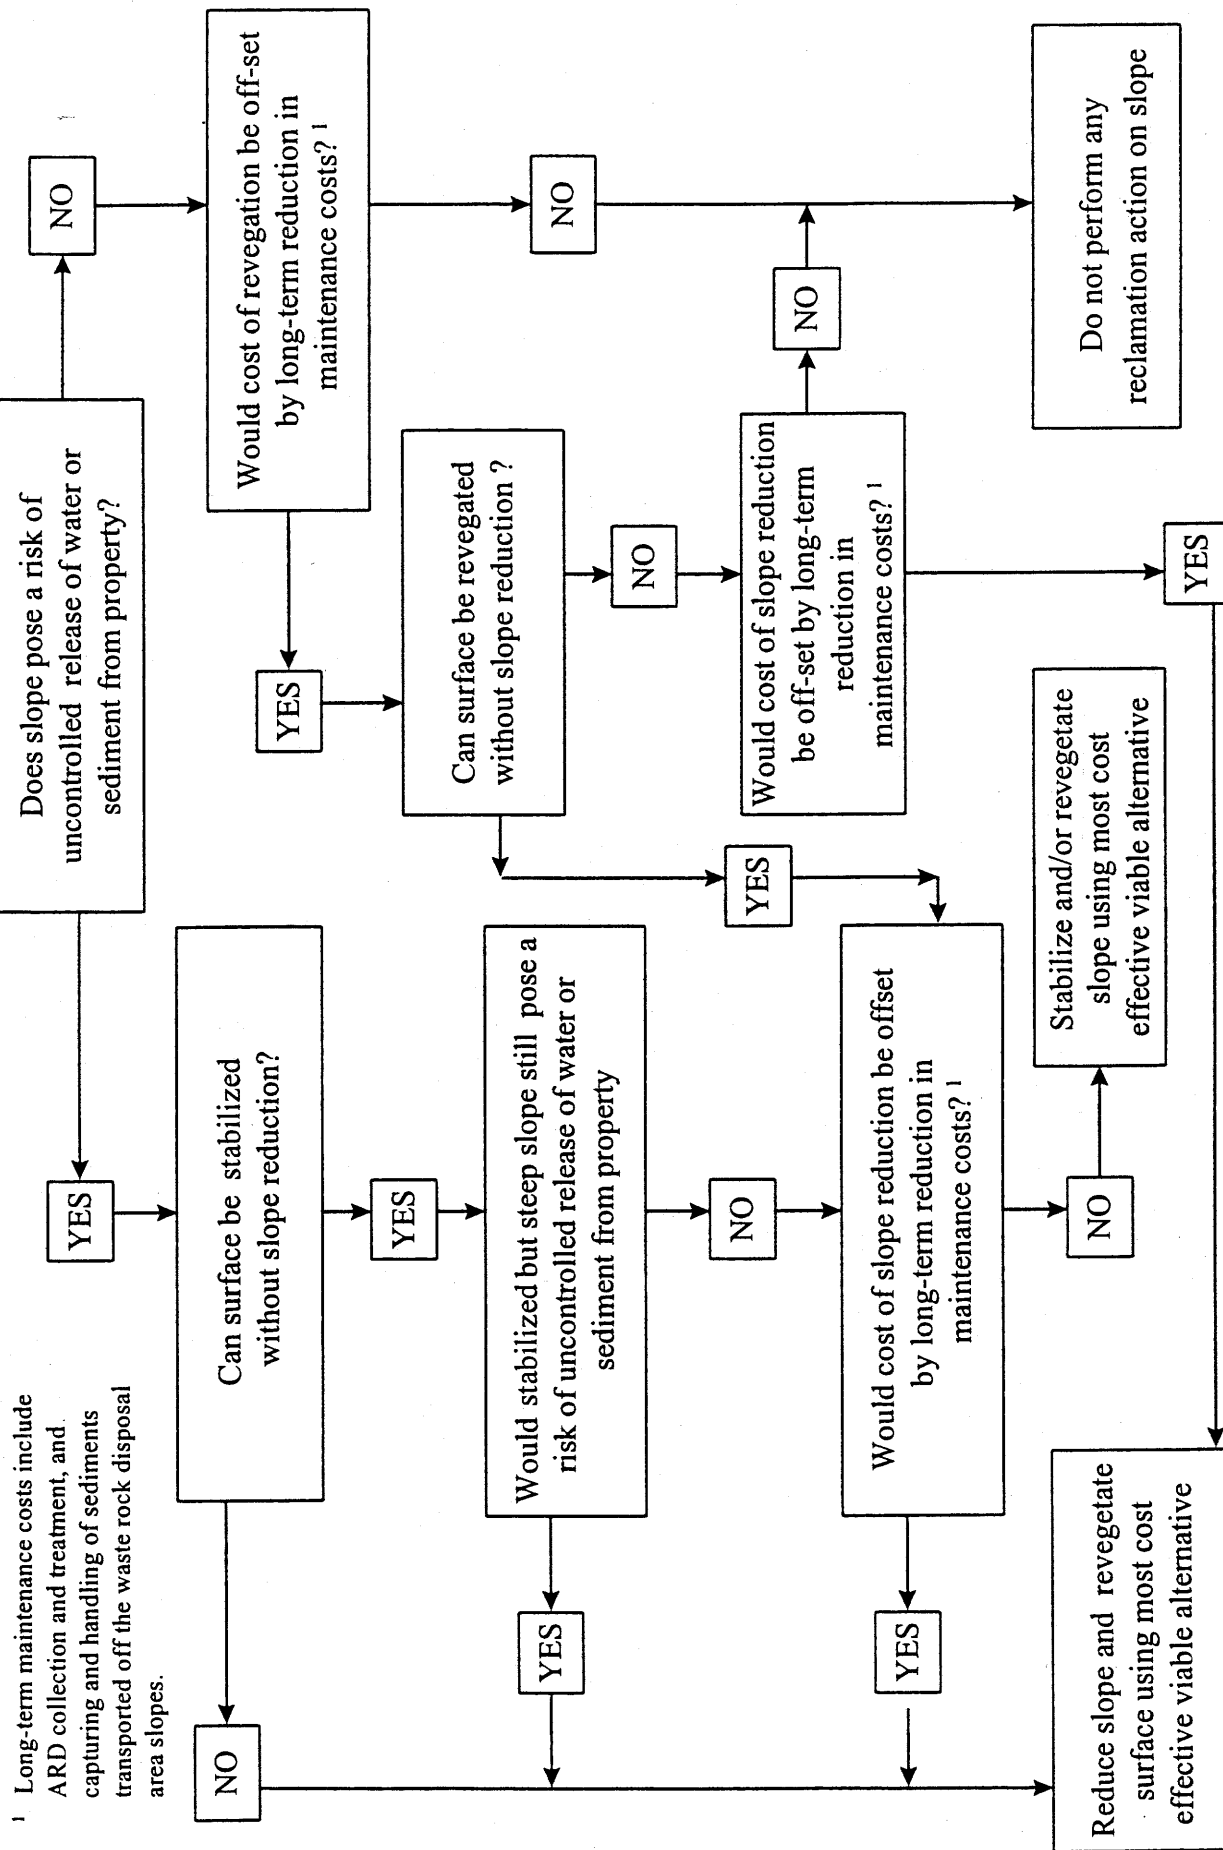 Does slope pose a risk of
uncontrolled release of water or
sediment from property?
YES
NO
1 Long-term maintenance costs include
ARD collection and treatment, and
capturing and handling of sediments
transported off the waste rock disposal
area slopes.
Can surface be stabilized
without slope reduction?
NO
YES
Would cost of revegation be off-set
by long-term reduction in
maintenance costs? 1
YES
NO
Can surface be revegated
without slope reduction ?
YES
NO
Would stabilized but steep slope still pose a
risk of uncontrolled release of water or
sediment from property
YES
NO
Would cost of slope reduction
be off-set by long-term
reduction in
maintenance costs? 1
NO
YES
Would cost of slope reduction be offset
by long-term reduction in
maintenance costs? 1
YES
NO
Reduce slope and revegetate
surface using most cost
effective viable alternative
Stabilize and/or revegetate
slope using most cost
effective viable alternative
Do not perform any
reclamation action on slope